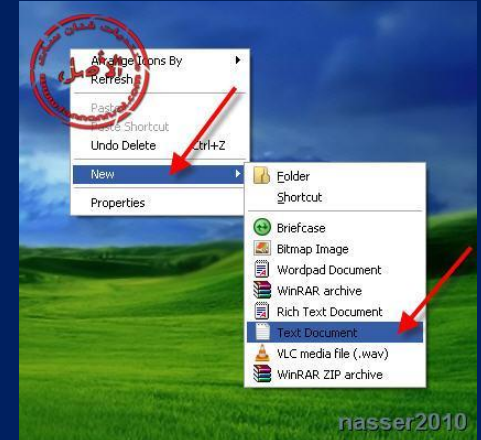 Arrange Icons By
Refresh
Paste
Paste Shortcut
Undo Delete Ctrl+Z
New
Properties
Folder
Shortcut
Briefcase
Bitmap Image
Wordpad Document
WinRAR archive
Rich Text Document
Text Document
VLC media file (.wav)
WinRAR ZIP archive
nasser2010